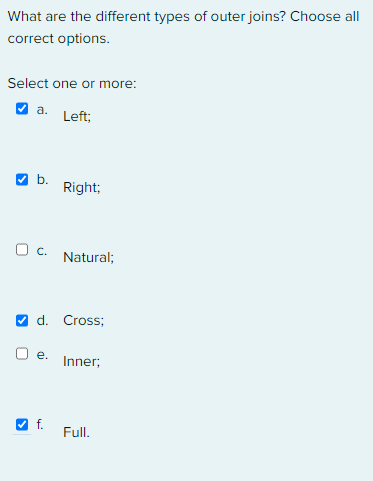 What are the different types of outer joins? Choose all
correct options.
Select one or more:
a. Left;
b. Right;
c. Natural;
d. Cross;
e. Inner;
f. Full.